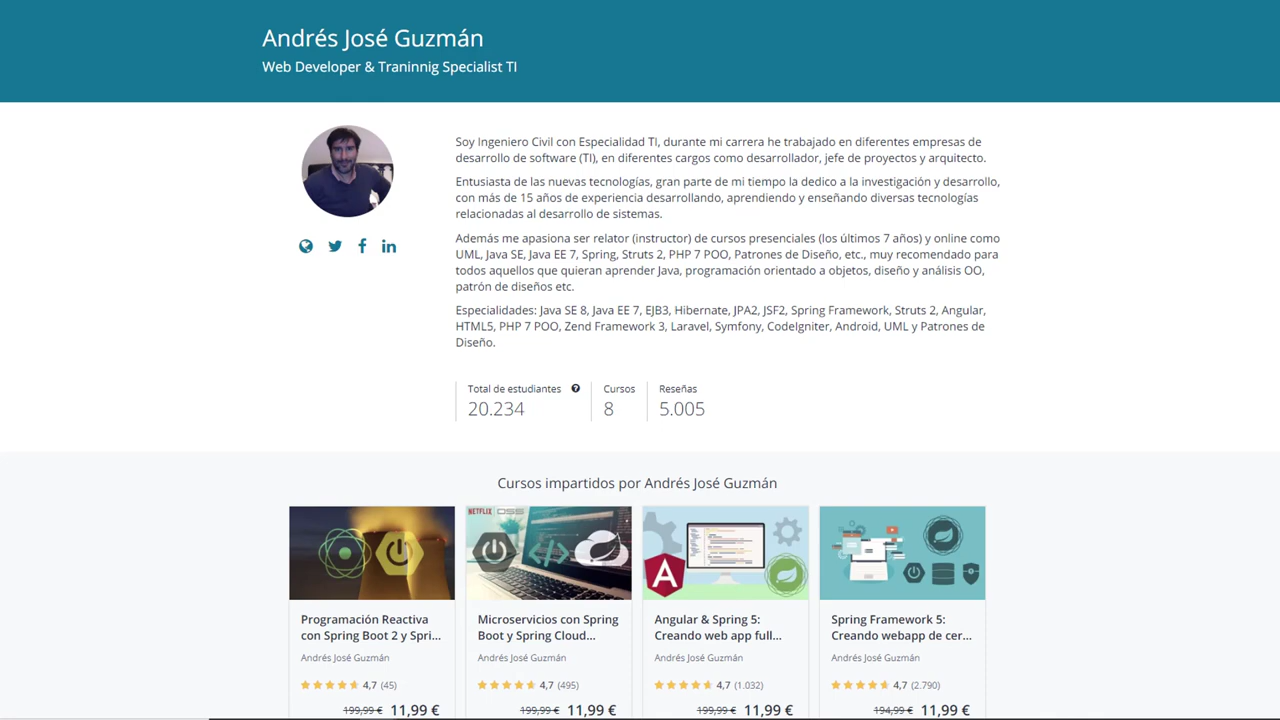 Andrés José Guzmán
Web Developer & Traninnig Specialist TI
Soy Ingeniero Civil con Especialidad TI, durante mi carrera he trabajado en diferentes empresas de
desarrollo de software (TI), en diferentes cargos como desarrollador, jefe de proyectos y arquitecto.
Entusiasta de las nuevas tecnologías, gran parte de mi tiempo la dedico a la investigación y desarrollo,
con más de 15 años de experiencia desarrollando, aprendiendo y enseñando diversas tecnologías
relacionadas al desarrollo de sistemas.
Además me apasiona ser relator (instructor) de cursos presenciales (los últimos 7 años) y online como
UML, Java SE, Java EE 7, Spring, Struts 2, PHP 7 POO, Patrones de Diseño, etc., muy recomendado para
todos aquellos que quieran aprender Java, programación orientado a objetos, diseño y análisis OO,
patrón de diseños etc.
Especialidades: Java SE 8, Java EE 7, EJB3, Hibernate, JPA2, JSF2, Spring Framework, Struts 2, Angular,
HTML5, PHP 7 POO, Zend Framework 3, Laravel, Symfony, CodeIgniter, Android, UML y Patrones de
Diseño.
Total de estudiantes Cursos Reseñas
20.234 8 5.005
Cursos impartidos por Andrés José Guzmán
NETFLIX OSS
Programación Reactiva
con Spring Boot 2 y Spri...
Andrés José Guzmán
4,7 (45)
199,99 € 11,99 €
Microservicios con Spring
Boot y Spring Cloud...
Andrés José Guzmán
4,7 (495)
199,99 € 11,99 €
A
Angular & Spring 5:
Creando web app full...
Andrés José Guzmán
4,7 (1.032)
199,99 € 11,99 €
Spring Framework 5:
Creando webapp de cer...
Andrés José Guzmán
4,7 (2.790)
194,99 € 11,99 €